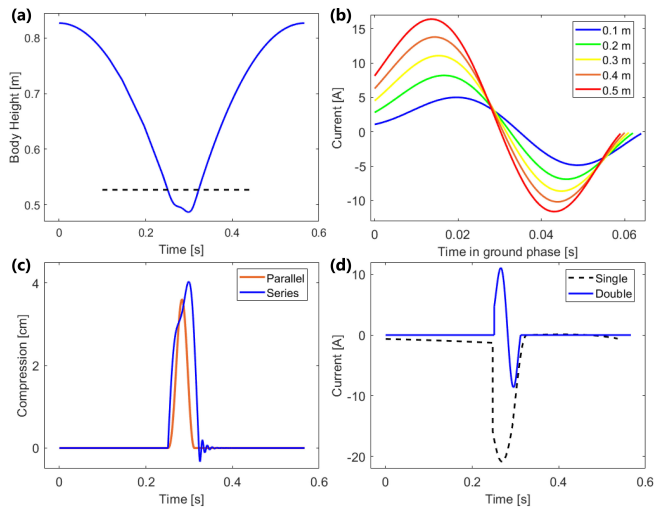 (a)
Body Height [m]
0.8
0.7
0.6
0.5
0
0.2
0.4
0.6
Time [s]
(b)
Current [A]
15
10
5
0
-5
-10
0
0.02
0.04
0.06
Time in ground phase [s]
0.1 m
0.2 m
0.3 m
0.4 m
0.5 m
(c)
Compression [cm]
4
2
0
0
0.2
0.4
0.6
Time [s]
Parallel
Series
(d)
Current [A]
10
0
-10
-20
0
0.2
0.4
0.6
Time [s]
Single
Double